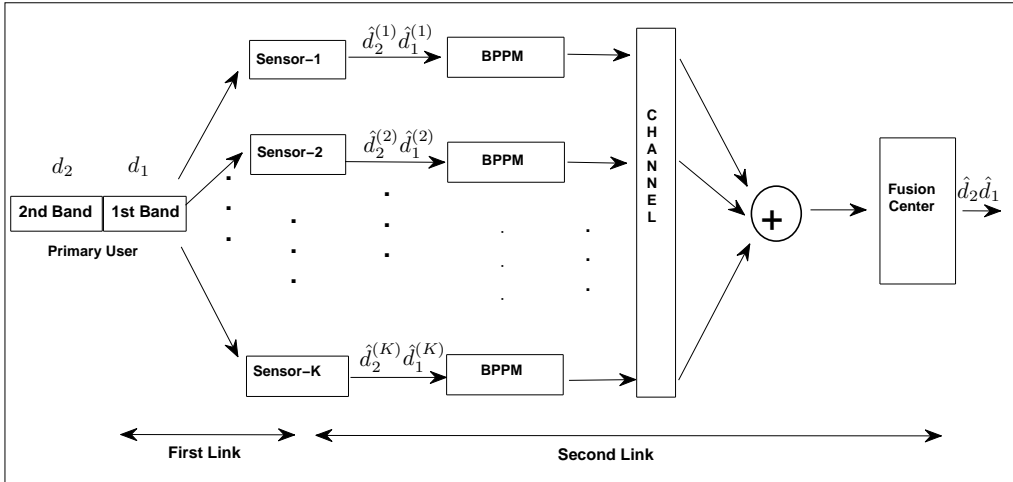 $\hat{d}_2^{(1)} \hat{d}_1^{(1)}$
Sensor−1
BPPM
CHANNEL
$\hat{d}_2^{(2)} \hat{d}_1^{(2)}$
Sensor−2
BPPM
$d_2$ $d_1$
2nd Band 1st Band
Primary User
+
Fusion
Center
$\hat{d}_2 \hat{d}_1$
$\hat{d}_2^{(K)} \hat{d}_1^{(K)}$
Sensor−K
BPPM
First Link
Second Link